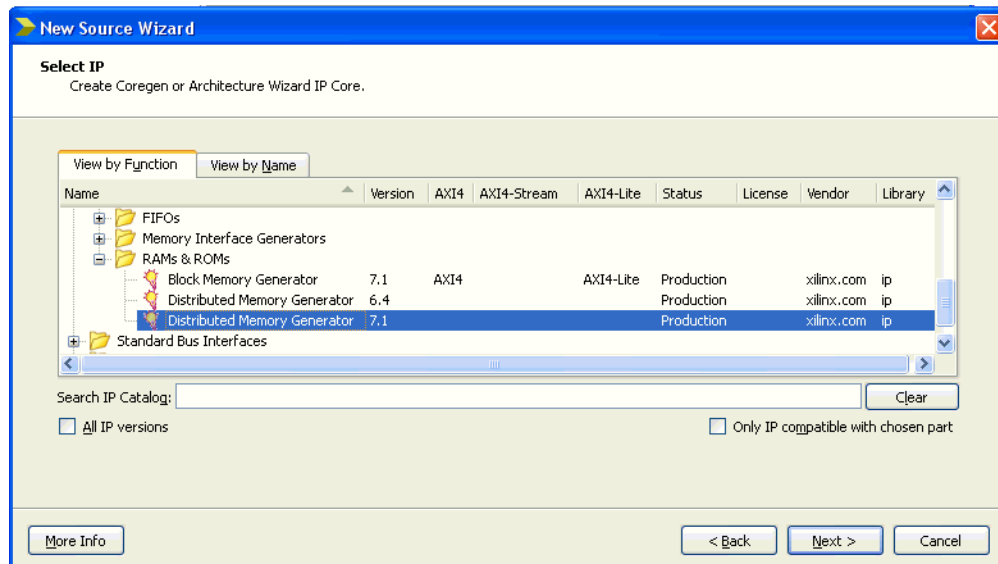 New Source Wizard
Select IP
Create Coregen or Architecture Wizard IP Core.
View by Function View by Name
Name Version AXI4 AXI4-Stream AXI4-Lite Status License Vendor Library
FIFOs
Memory Interface Generators
RAMs & ROMs
Block Memory Generator 7.1 AXI4 AXI4-Lite Production xilinx.com ip
Distributed Memory Generator 6.4 Production xilinx.com ip
Distributed Memory Generator 7.1 Production xilinx.com ip
Standard Bus Interfaces
Search IP Catalog: Clear
All IP versions Only IP compatible with chosen part
More Info < Back Next > Cancel